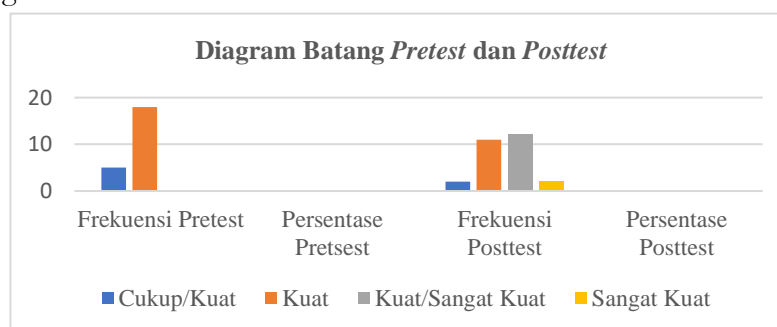 Diagram Batang Pretest dan Posttest
20
10
0
Frekuensi Pretest
Persentase
Pretsest
Frekuensi
Posttest
Persentase
Posttest
Cukup/Kuat
Kuat
Kuat/Sangat Kuat
Sangat Kuat